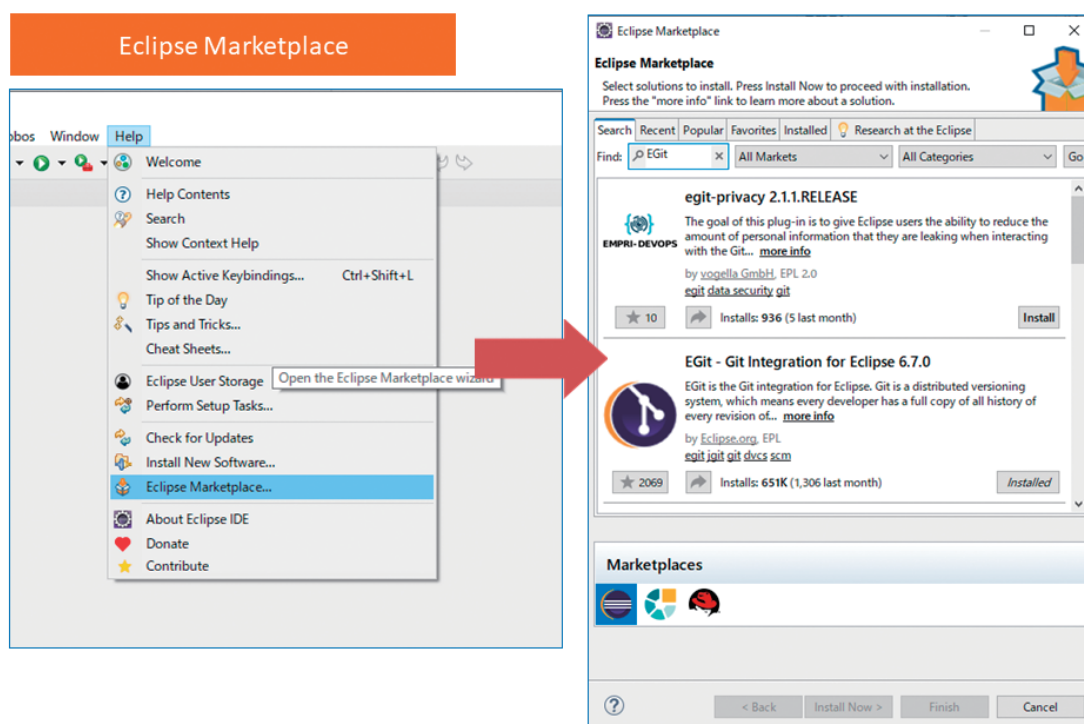 Eclipse Marketplace
obos Window Help
Welcome
Help Contents
Search
Show Context Help
Show Active Keybindings... Ctrl+Shift+L
Tip of the Day
Tips and Tricks...
Cheat Sheets...
Eclipse User Storage
Open the Eclipse Marketplace wizard
Perform Setup Tasks...
Check for Updates
Install New Software...
Eclipse Marketplace...
About Eclipse IDE
Donate
Contribute
Eclipse Marketplace
Eclipse Marketplace
Select solutions to install. Press Install Now to proceed with installation.
Press the "more info" link to learn more about a solution.
Search Recent Popular Favorites Installed Research at the Eclipse
Find: EGit All Markets All Categories Go
egit-privacy 2.1.1.RELEASE
The goal of this plug-in is to give Eclipse users the ability to reduce the
amount of personal information that they are leaking when interacting
with the Git... more info
EMPRI-DEVOPS
by vogella GmbH, EPL 2.0
egit data security git
10 Installs: 936 (5 last month) Install
EGit - Git Integration for Eclipse 6.7.0
EGit is the Git integration for Eclipse. Git is a distributed versioning
system, which means every developer has a full copy of all history of
every revision of... more info
by Eclipse.org, EPL
egit jgit git dvcs scm
2069 Installs: 651K (1,306 last month) Installed
Marketplaces
< Back Install Now > Finish Cancel